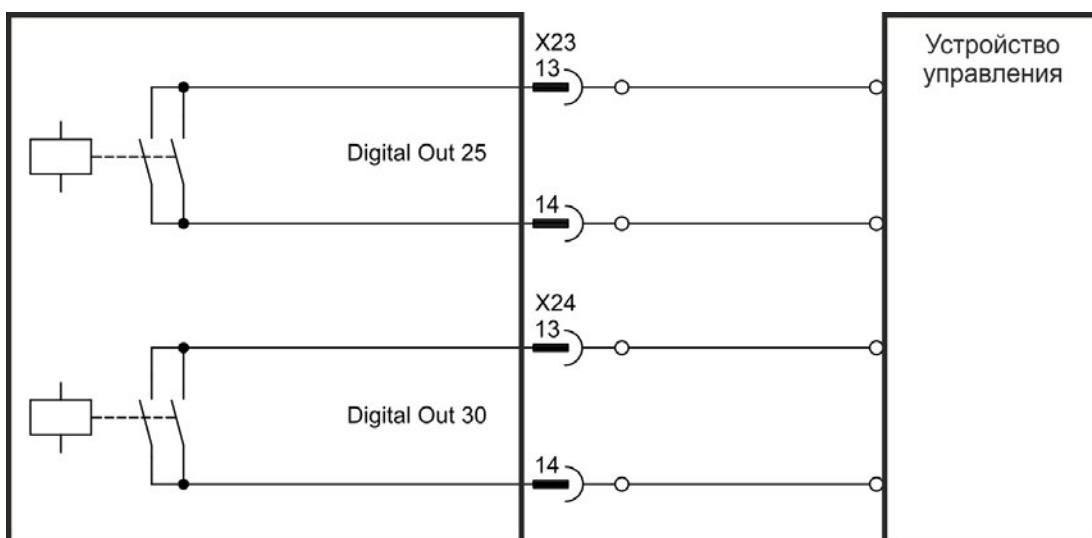 X23
13
Устройство
управления
Digital Out 25
14
X24
13
Digital Out 30
14